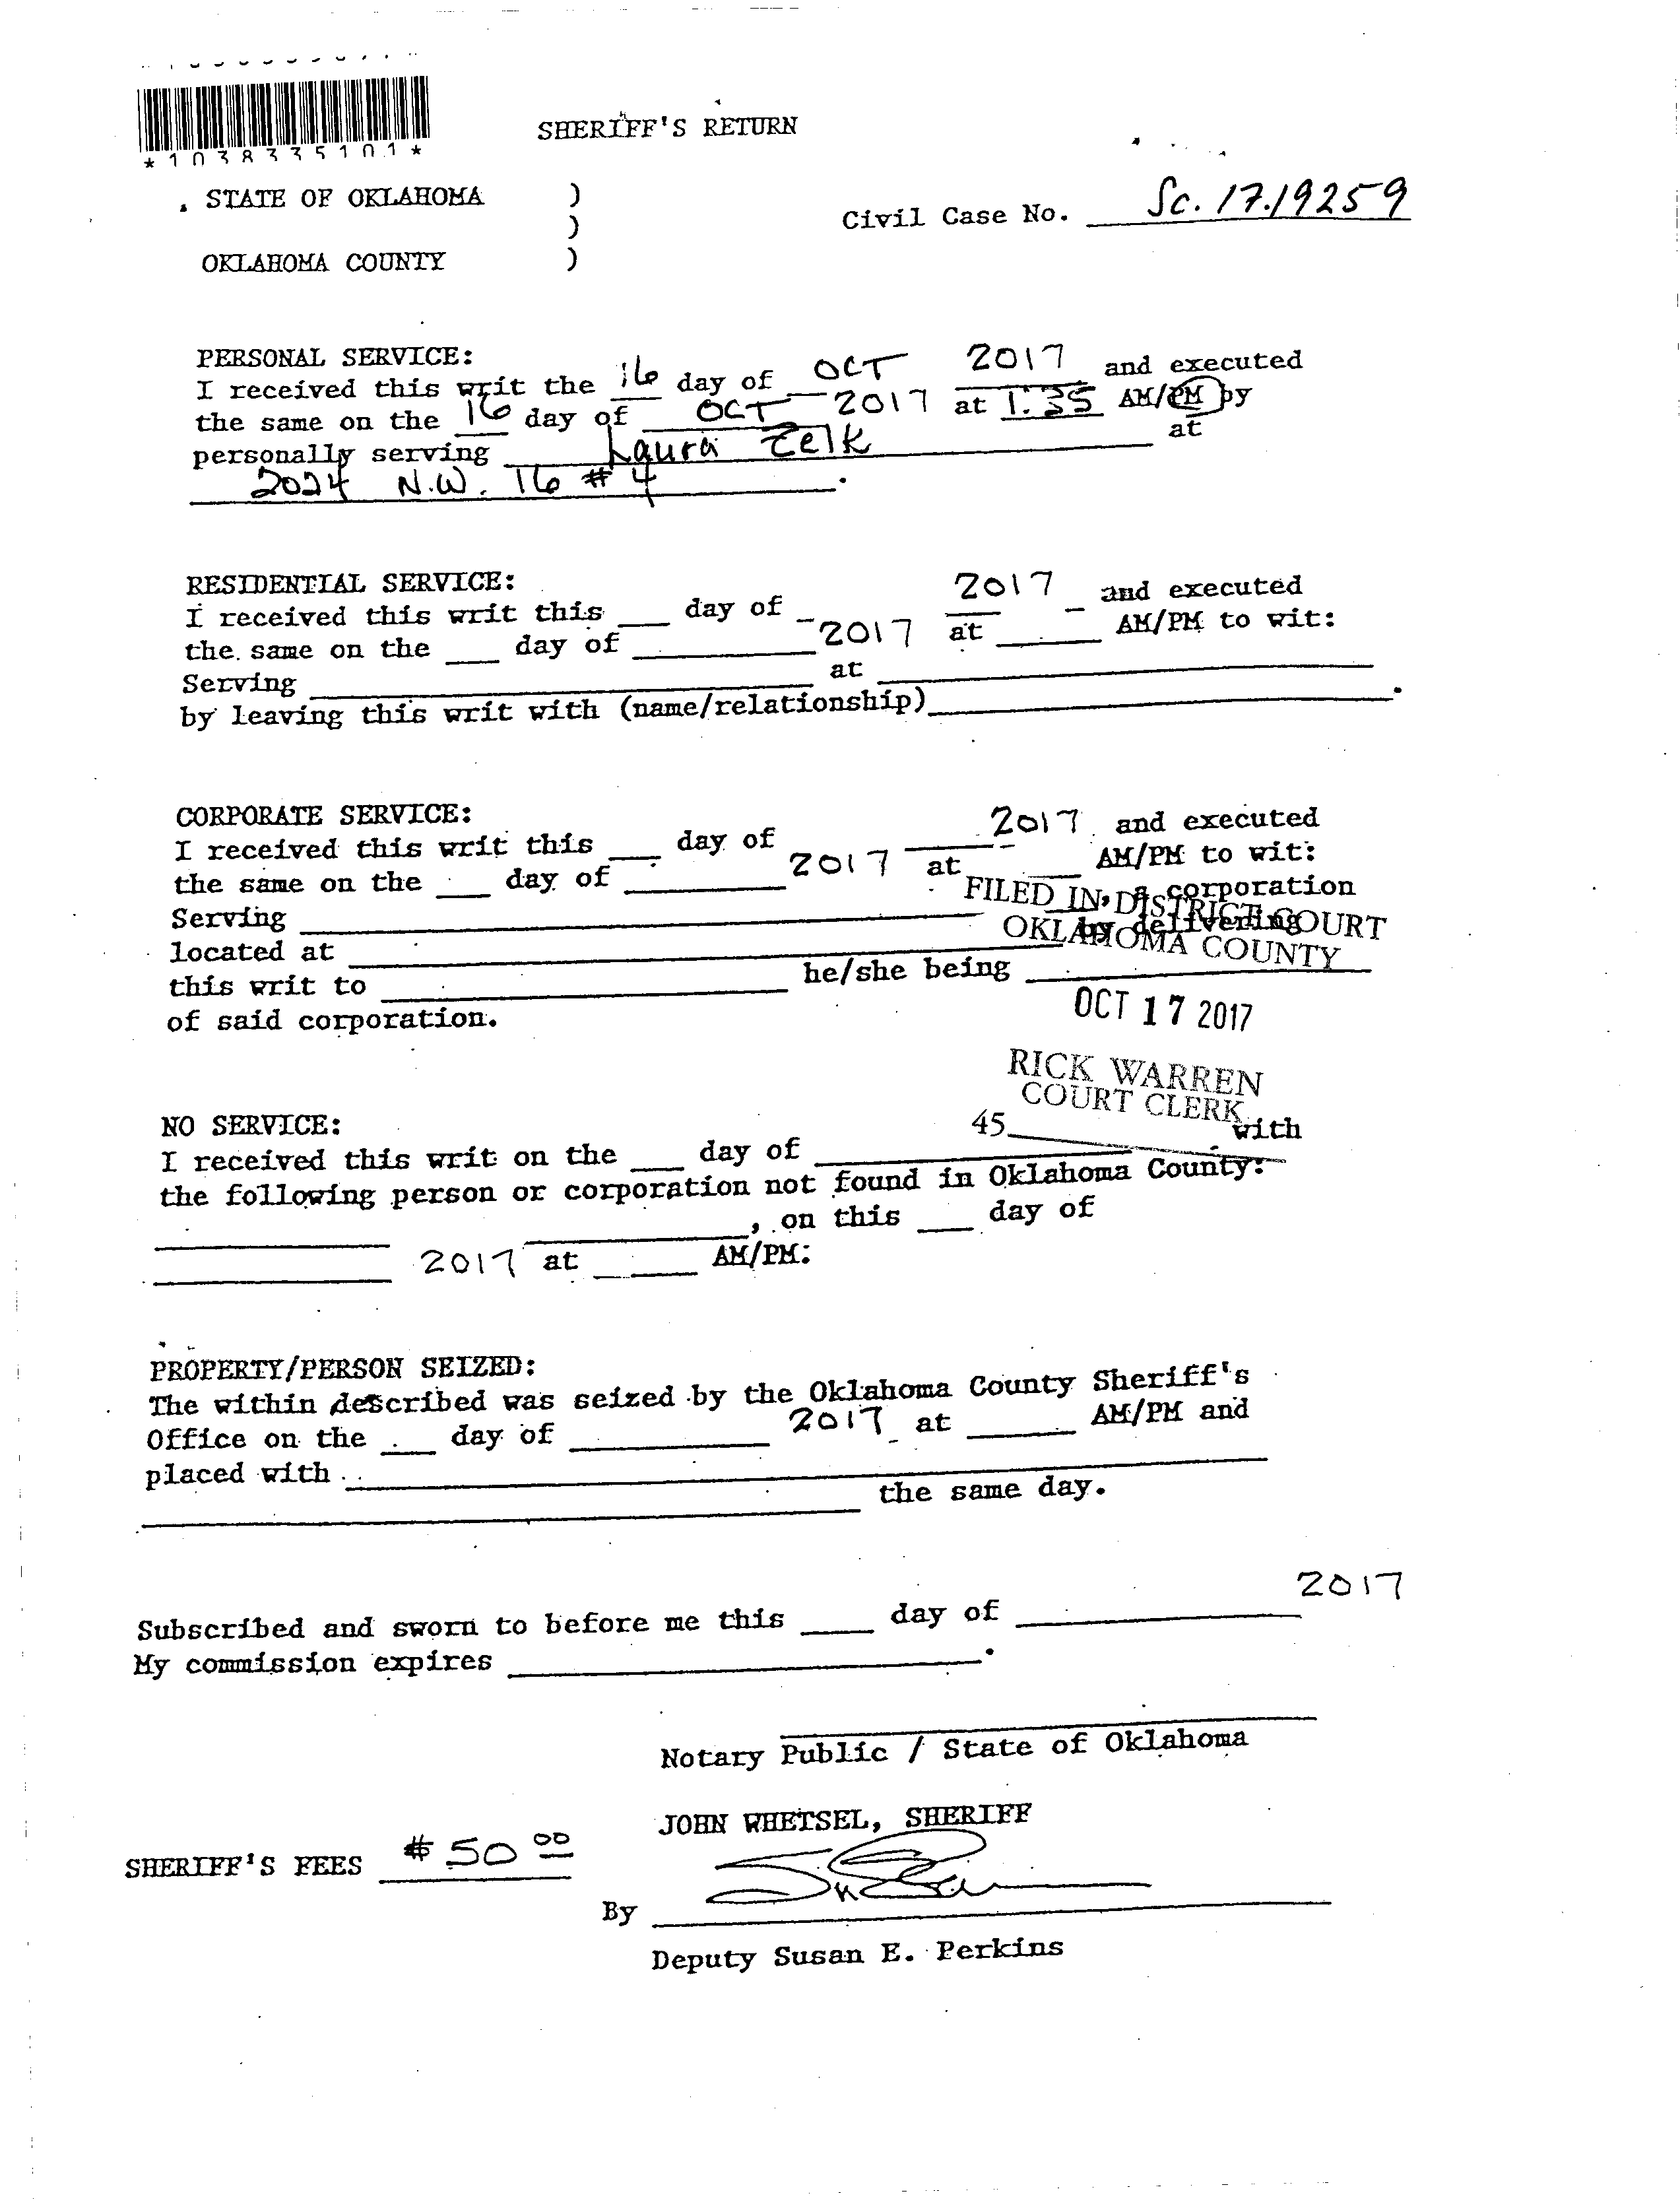 *1038335101*
SHERIFF'S RETURN
STATE OF OKLAHOMA )
)
OKLAHOMA COUNTY )
Civil Case No. Sc. 17.19259
PERSONAL SERVICE:
I received this writ the 16 day of OCT 2017 and executed
the same on the 16 day of OCT 2017 at 1:35 AM/PM by
personally serving Laura Zelk at
2024 N.W. 16 # 4.
RESIDENTIAL SERVICE:
I received this writ this ___ day of ___ 2017 and executed
the same on the ___ day of ___ 2017 at ___ AM/PM to wit:
Serving ___ at ___
by leaving this writ with (name/relationship)___.
CORPORATE SERVICE:
I received this writ this ___ day of ___ 2017 and executed
the same on the ___ day of ___ 2017 at ___ AM/PM to wit:
Serving ___, a corporation
located at ___ by delivering
this writ to ___ he/she being ___
of said corporation.
FILED IN DISTRICT COURT
OKLAHOMA COUNTY
OCT 17 2017
RICK WARREN
COURT CLERK
45___
NO SERVICE:
I received this writ on the ___ day of ___ with
the following person or corporation not found in Oklahoma County:
___, on this ___ day of
___ 2017 at ___ AM/PM.
PROPERTY/PERSON SEIZED:
The within described was seized by the Oklahoma County Sheriff's
Office on the ___ day of ___ 2017 at ___ AM/PM and
placed with ___
___ the same day.
Subscribed and sworn to before me this ___ day of ___ 2017
My commission expires ___.
Notary Public / State of Oklahoma
JOHN WHETSEL, SHERIFF
SHERIFF'S FEES $50 00
By
Deputy Susan E. Perkins